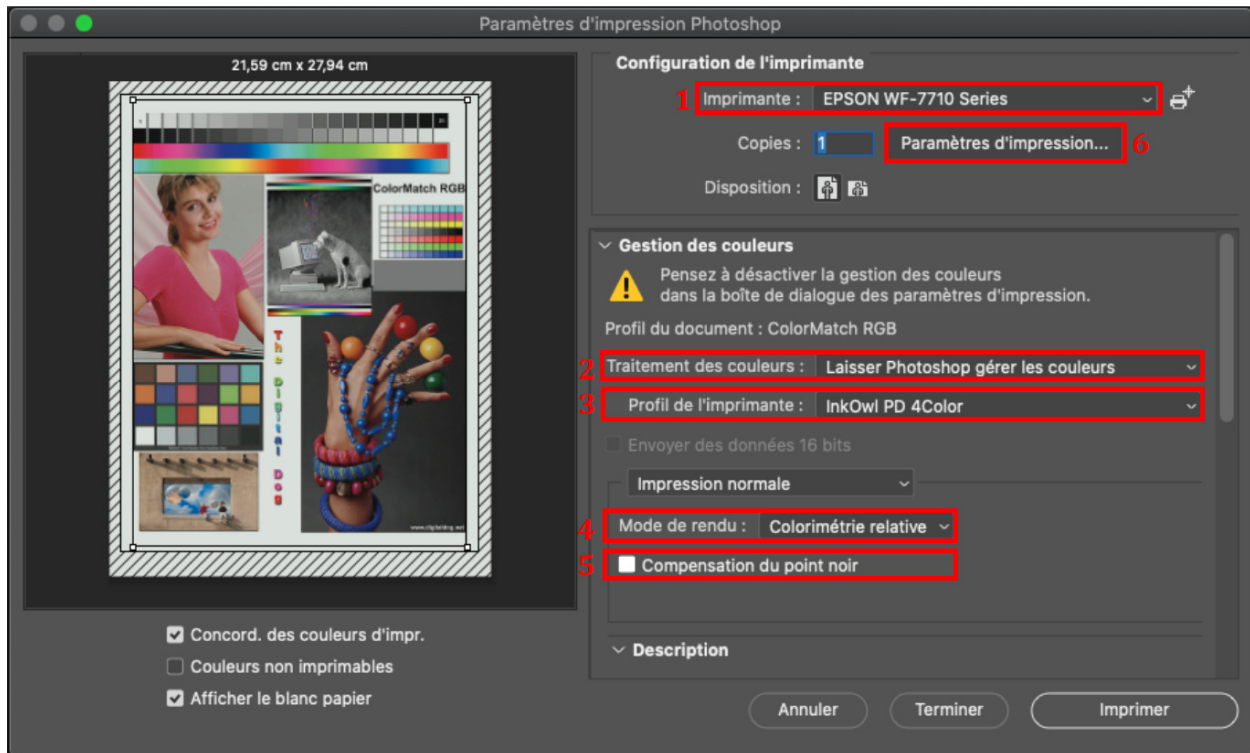 Paramètres d'impression Photoshop
21,59 cm x 27,94 cm
ColorMatch RGB
The Digital Dog
www.digitaldog.net
Concord. des couleurs d'impr.
Couleurs non imprimables
Afficher le blanc papier
Configuration de l'imprimante
1 Imprimante : EPSON WF-7710 Series
Copies : 1 Paramètres d'impression... 6
Disposition :
Gestion des couleurs
Pensez à désactiver la gestion des couleurs
dans la boîte de dialogue des paramètres d'impression.
Profil du document : ColorMatch RGB
2 Traitement des couleurs : Laisser Photoshop gérer les couleurs
3 Profil de l'imprimante : InkOwl PD 4Color
Envoyer des données 16 bits
Impression normale
4 Mode de rendu : Colorimétrie relative
5 Compensation du point noir
Description
Annuler Terminer Imprimer